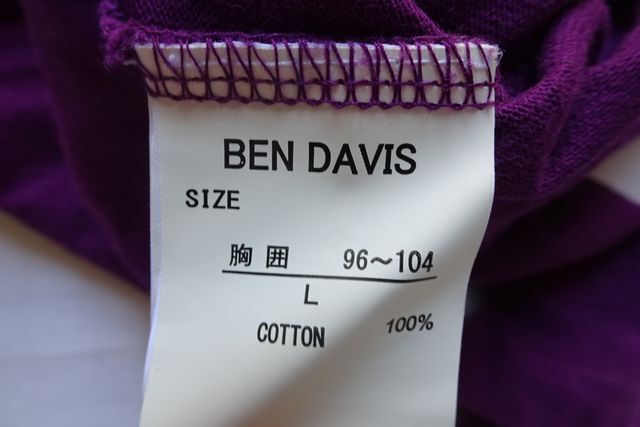 BEN DAVIS
SIZE
胸囲 96～104
L
COTTON 100%